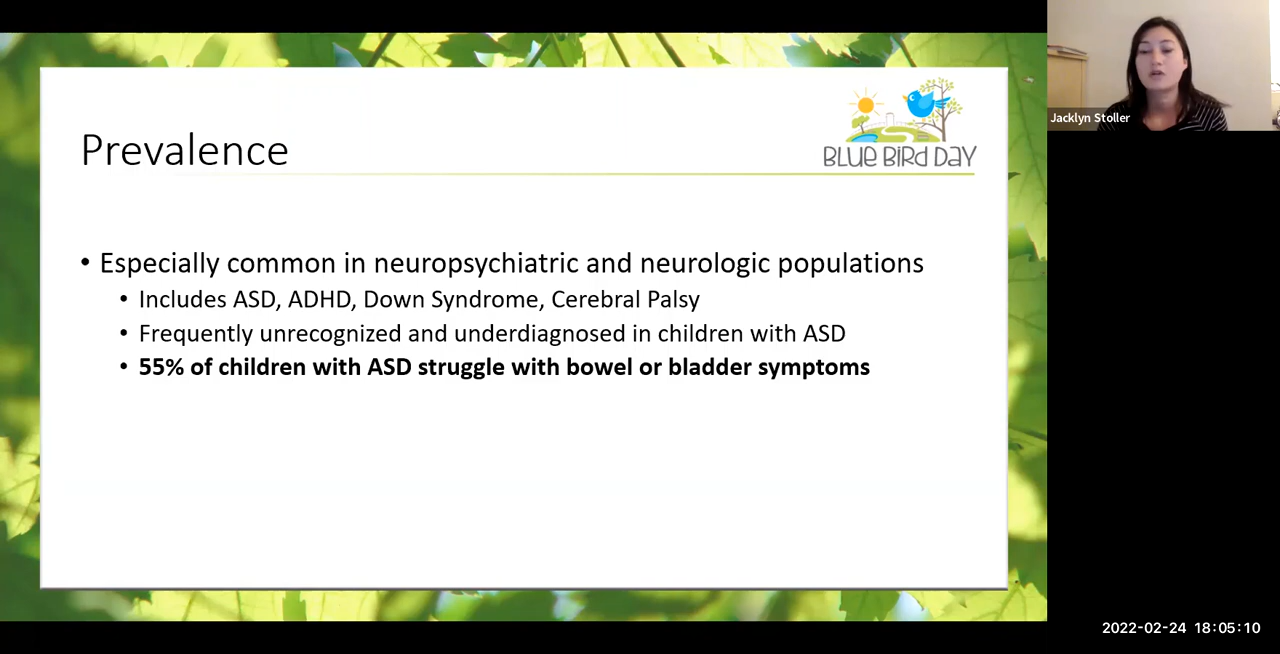 Prevalence
BLUE BIRD DAY
Jacklyn Stoller
• Especially common in neuropsychiatric and neurologic populations
• Includes ASD, ADHD, Down Syndrome, Cerebral Palsy
• Frequently unrecognized and underdiagnosed in children with ASD
• 55% of children with ASD struggle with bowel or bladder symptoms
2022-02-24 18:05:10